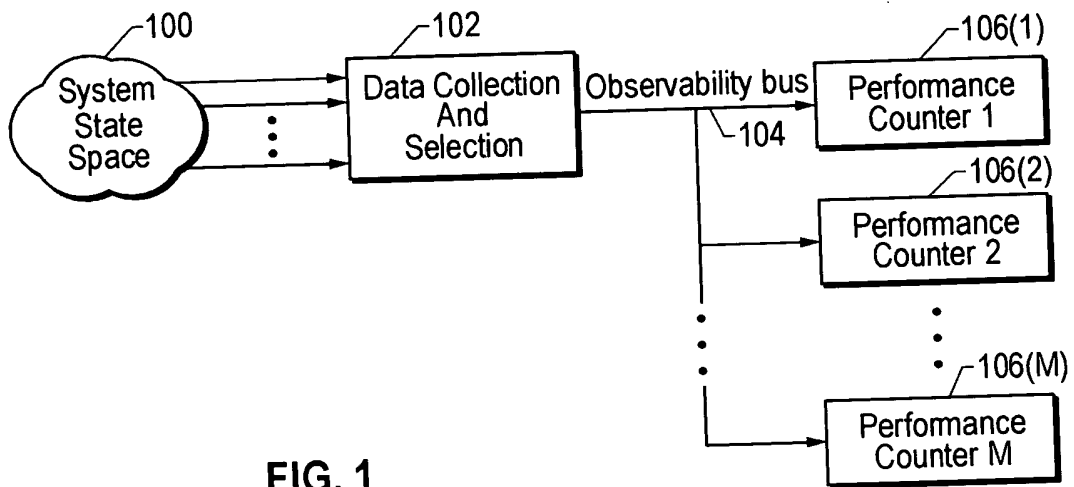 100
System
State
Space
102
Data Collection
And
Selection
Observability bus
104
106(1)
Performance
Counter 1
106(2)
Performance
Counter 2
106(M)
Performance
Counter M
FIG. 1